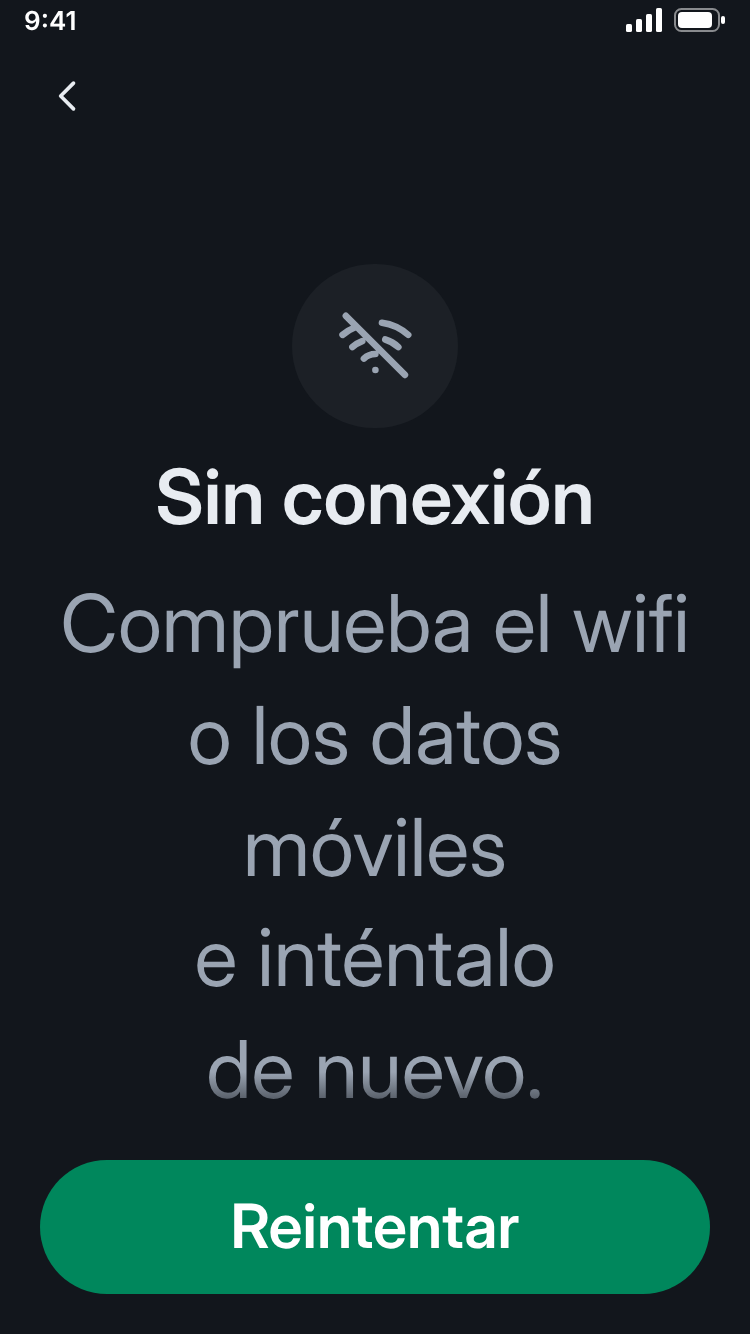 9:41
Sin conexión
Comprueba el wifi
o los datos
móviles
e inténtalo
de nuevo.
Reintentar